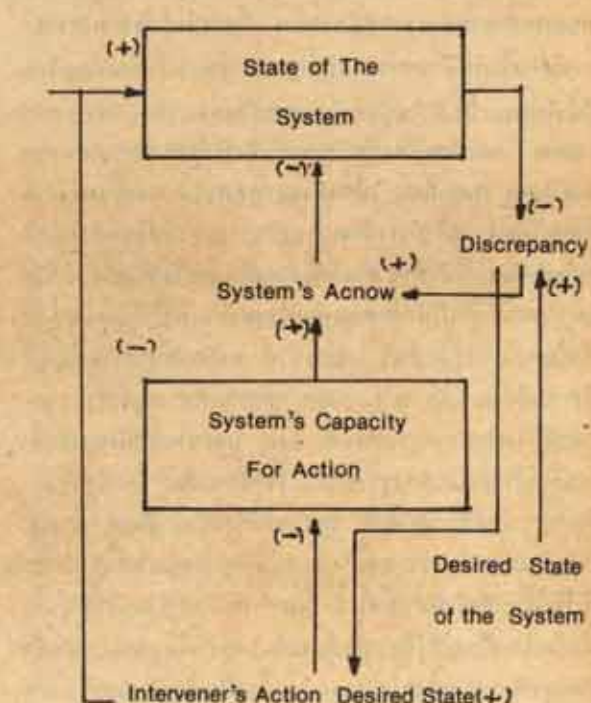 (+)
State of The
System
(-)
(-)
Discrepancy
(+)
System's Acnow
(+)
(+)
(-)
System's Capacity
For Action
(-)
Desired State
of the System
Intervener's Action Desired State(+)